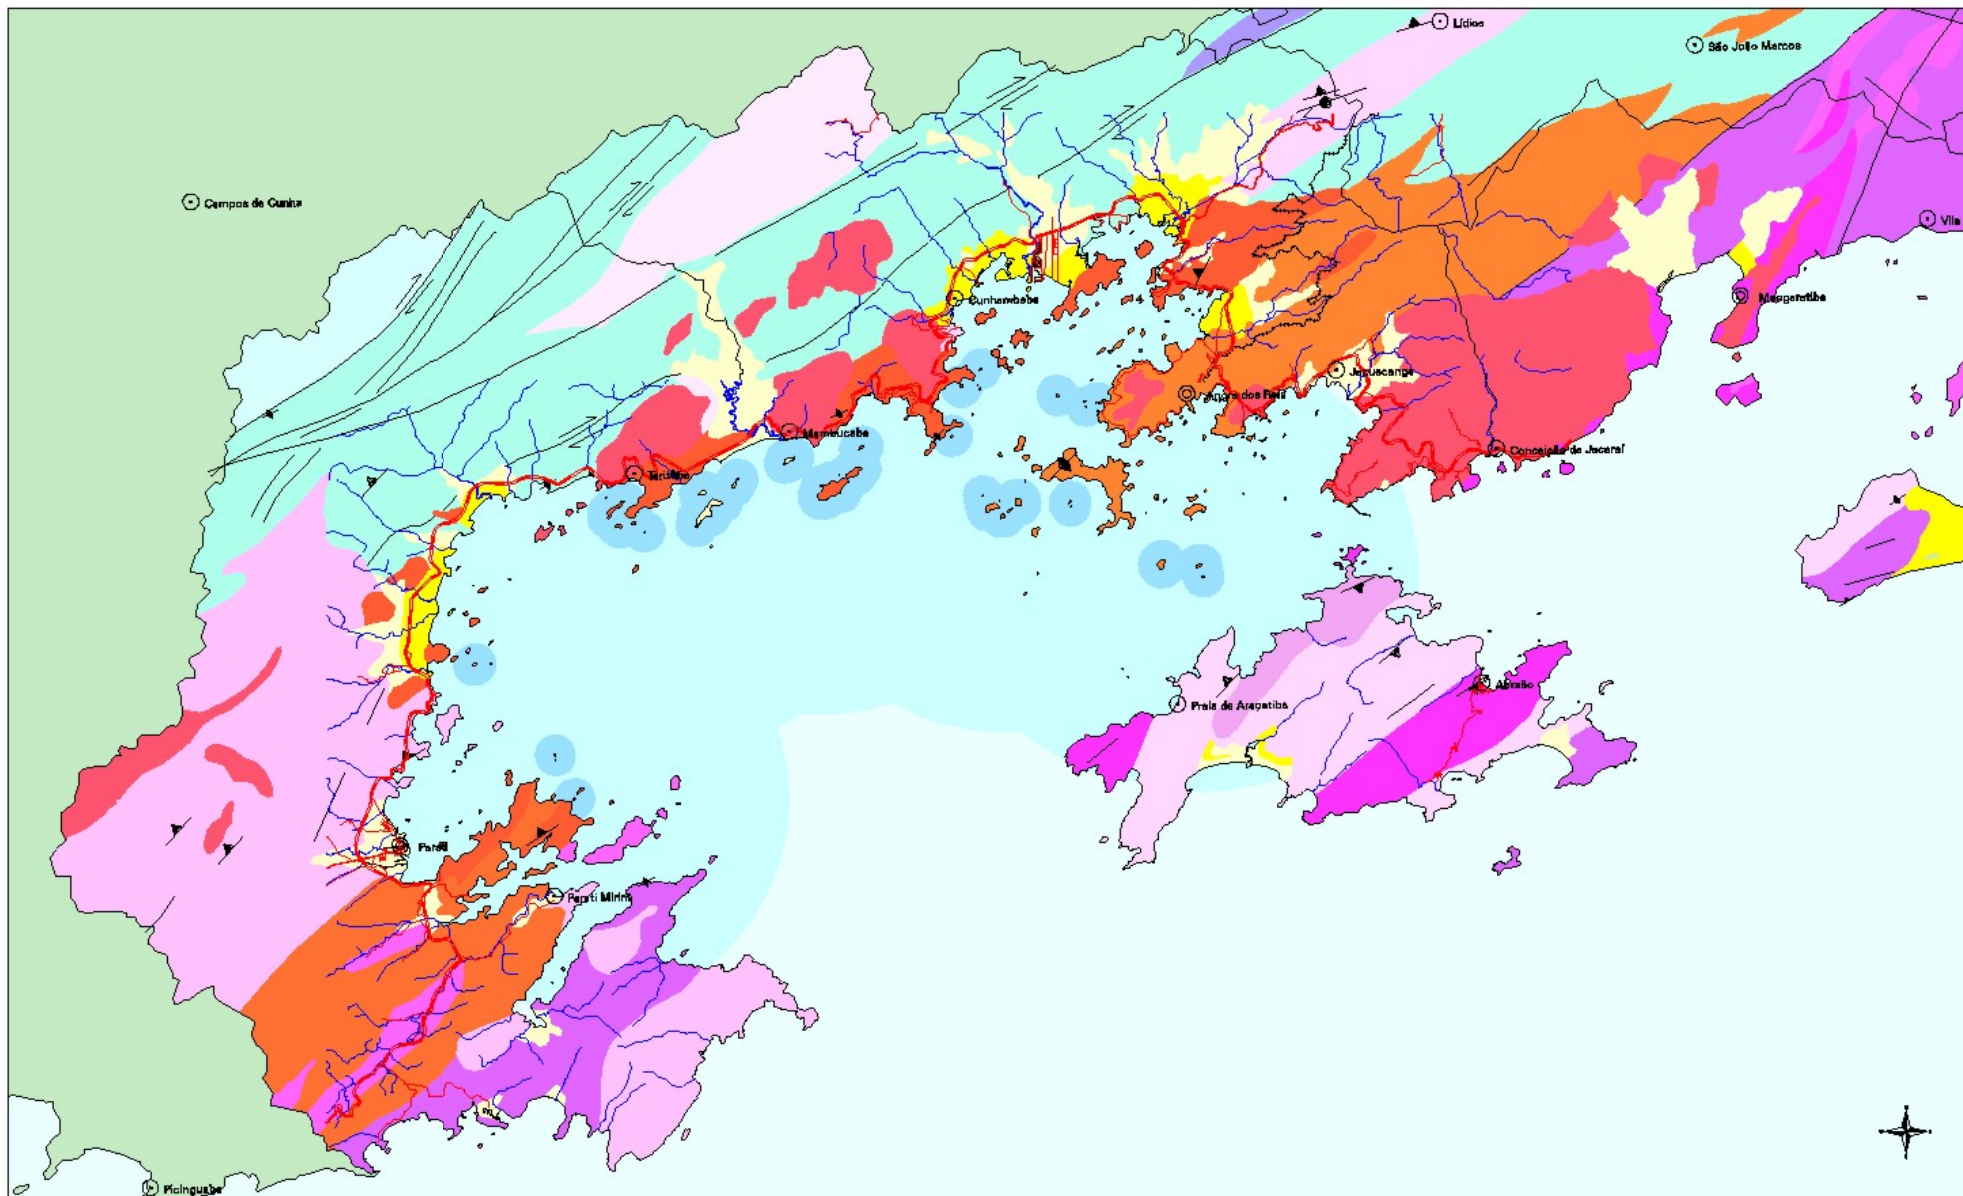 Lídice
São João Marcos
Campos de Cunha
Vila
Cunhambebe
Mangaratiba
Jacuecanga
Angra dos Reis
Mambucaba
Conceição de Jacareí
Tarituba
Abraão
Praia de Araçatiba
Parati
Parati Mirim
Picinguaba